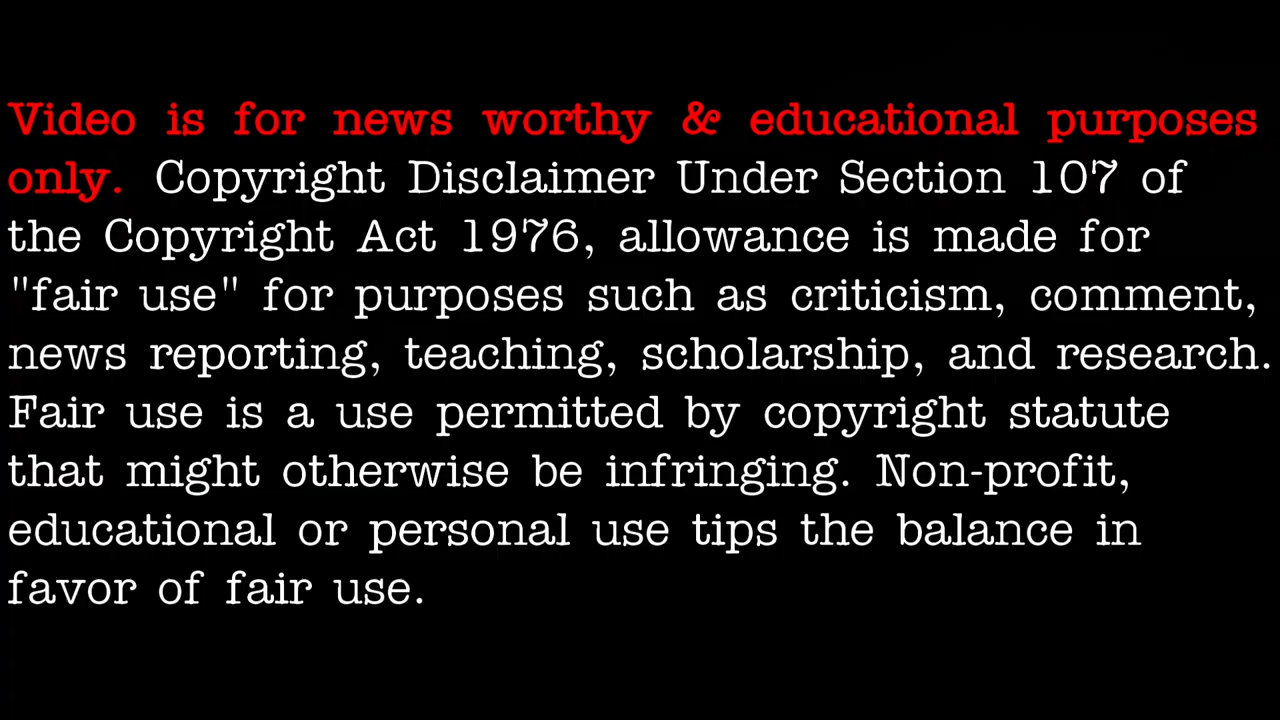 Video is for news worthy & educational purposes
only. Copyright Disclaimer Under Section 107 of
the Copyright Act 1976, allowance is made for
"fair use" for purposes such as criticism, comment,
news reporting, teaching, scholarship, and research.
Fair use is a use permitted by copyright statute
that might otherwise be infringing. Non-profit,
educational or personal use tips the balance in
favor of fair use.